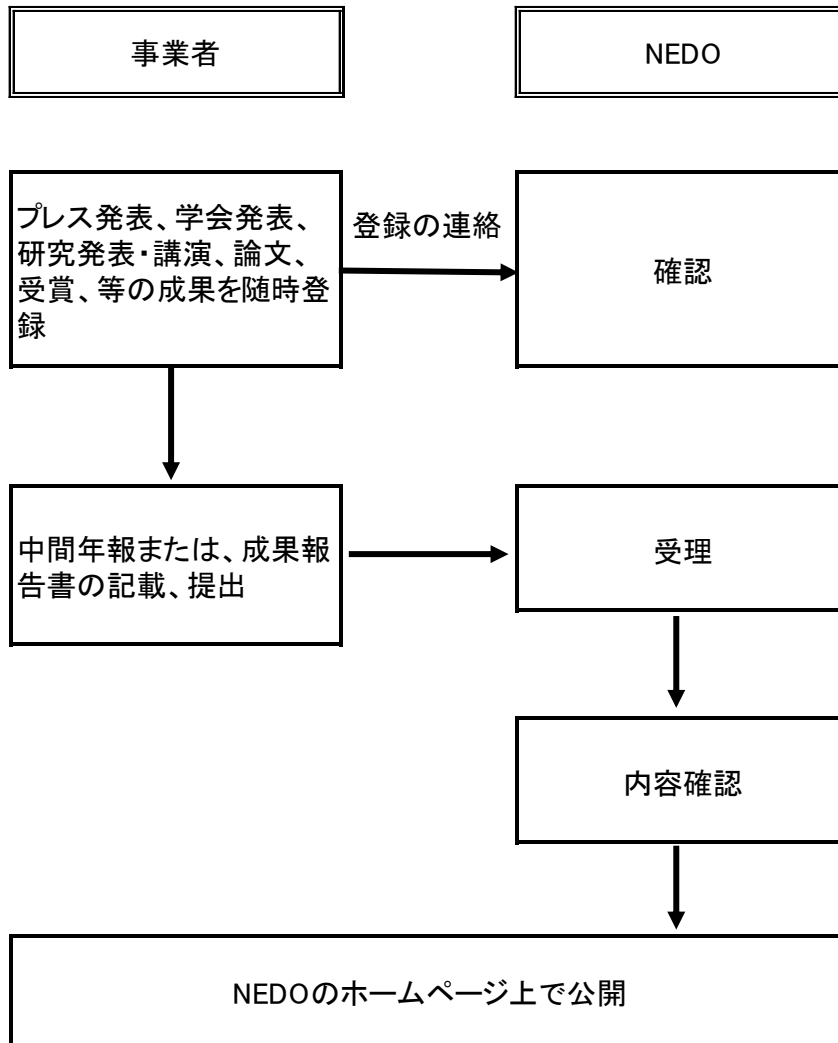 事業者
NEDO
プレス発表、学会発表、
研究発表・講演、論文、
受賞、等の成果を随時登
録
登録の連絡
確認
中間年報または、成果報
告書の記載、提出
受理
内容確認
NEDOのホームページ上で公開